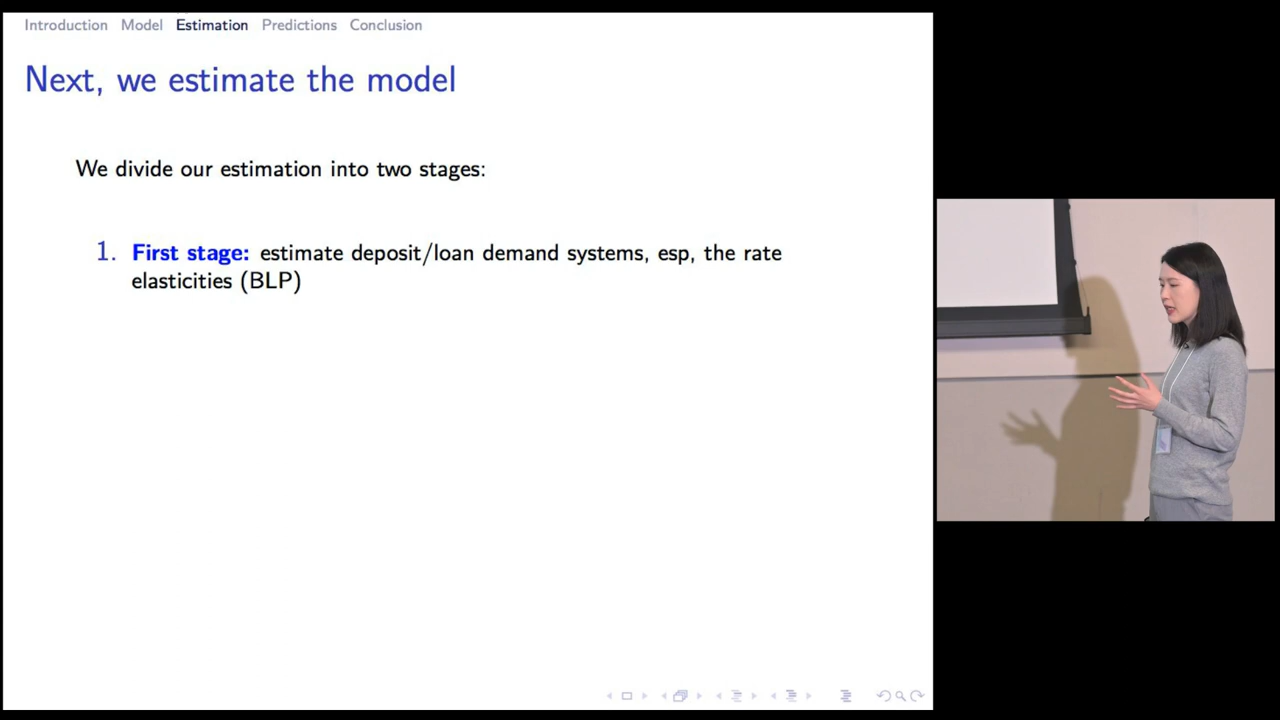 Introduction Model Estimation Predictions Conclusion
Next, we estimate the model
We divide our estimation into two stages:
1. First stage: estimate deposit/loan demand systems, esp, the rate
elasticities (BLP)